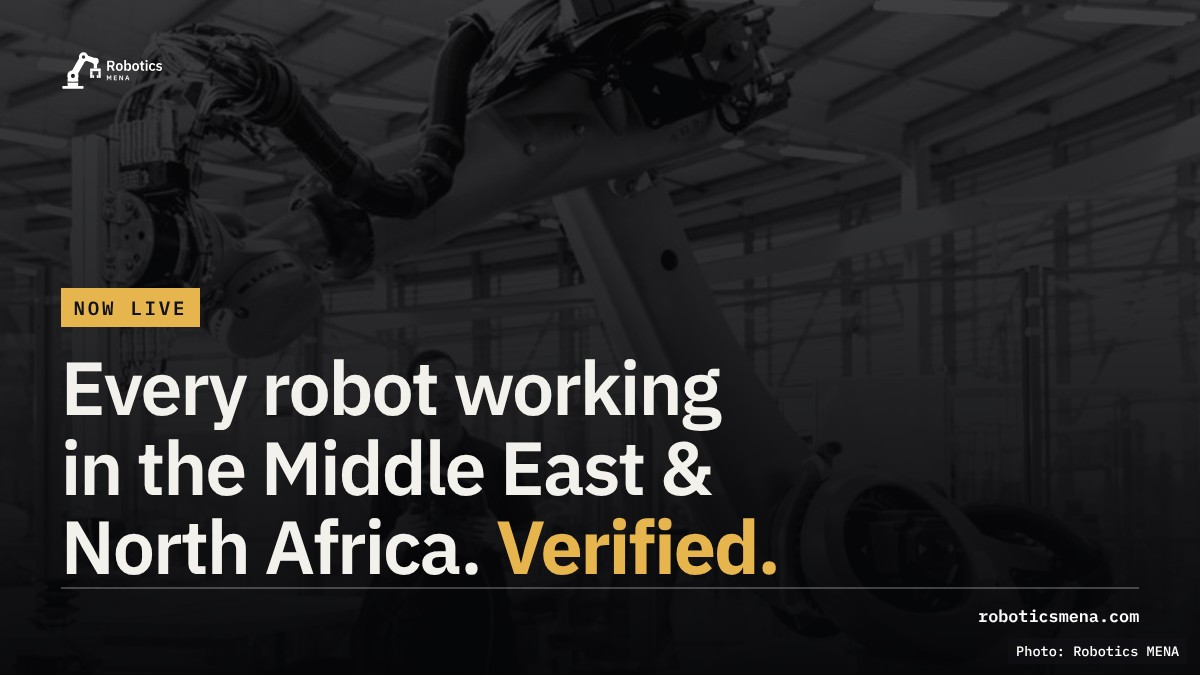 Robotics
MENA
NOW LIVE
Every robot working
in the Middle East &
North Africa. Verified.
roboticsmena.com
Photo: Robotics MENA